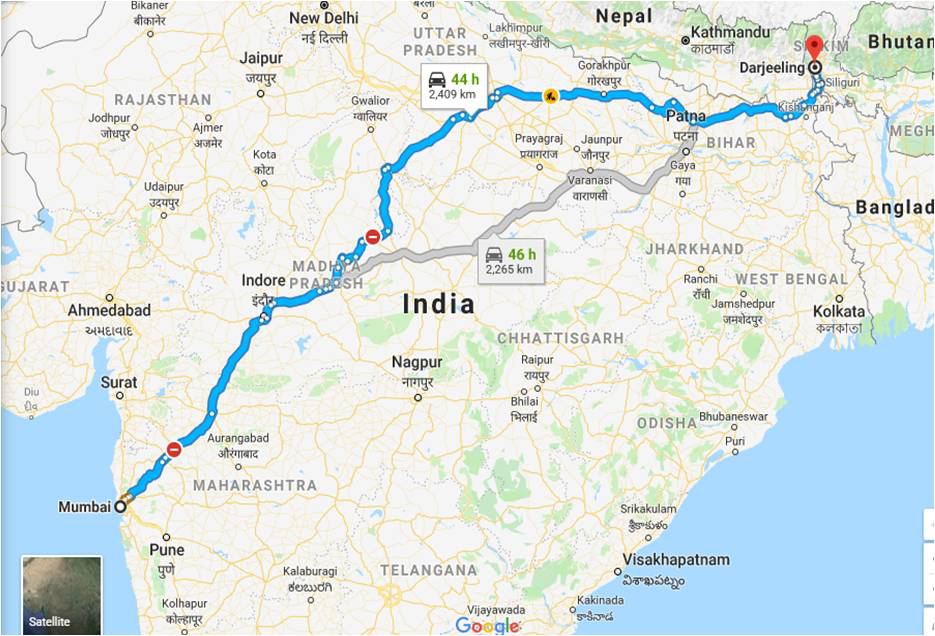 Bikaner
बीकानेर
New Delhi
नई दिल्ली
बरेली
Nepal
UTTAR
PRADESH
Lakhimpur
लखीमपुर-खीरी
Kathmandu
काठमाडौं
SIKKIM
Bhutan
Jaipur
जयपुर
Darjeeling
Gorakhpur
गोरखपुर
44 h
2,409 km
Siliguri
RAJASTHAN
Gwalior
ग्वालियर
Kishanganj
Jodhpur
जोधपुर
Ajmer
अजमेर
Patna
पटना
Prayagraj
प्रयागराज
Jaunpur
जौनपुर
BIHAR
MEGH
Kota
कोटा
Gaya
गया
Varanasi
वाराणसी
Udaipur
उदयपुर
Banglad
46 h
2,265 km
JHARKHAND
MADHYA
PRADESH
Indore
इंदौर
Ranchi
राँची
WEST BENGAL
GUJARAT
Ahmedabad
અમદાવાદ
India
Jamshedpur
जमशेदपुर
Kolkata
কলকাতা
CHHATTISGARH
Nagpur
नागपुर
Raipur
रायपुर
Surat
Diu
દીવ
Bhilai
भिलाई
ODISHA
Bhubaneswar
Puri
Aurangabad
औरंगाबाद
MAHARASHTRA
Mumbai
Srikakulam
శ్రీకాకుళం
Pune
पुणे
Visakhapatnam
విశాఖపట్నం
Kalaburagi
ಕಲಬುರಗಿ
TELANGANA
Kolhapur
कोल्हापूर
Kakinada
కాకినాడ
Vijayawada
Satellite
Google